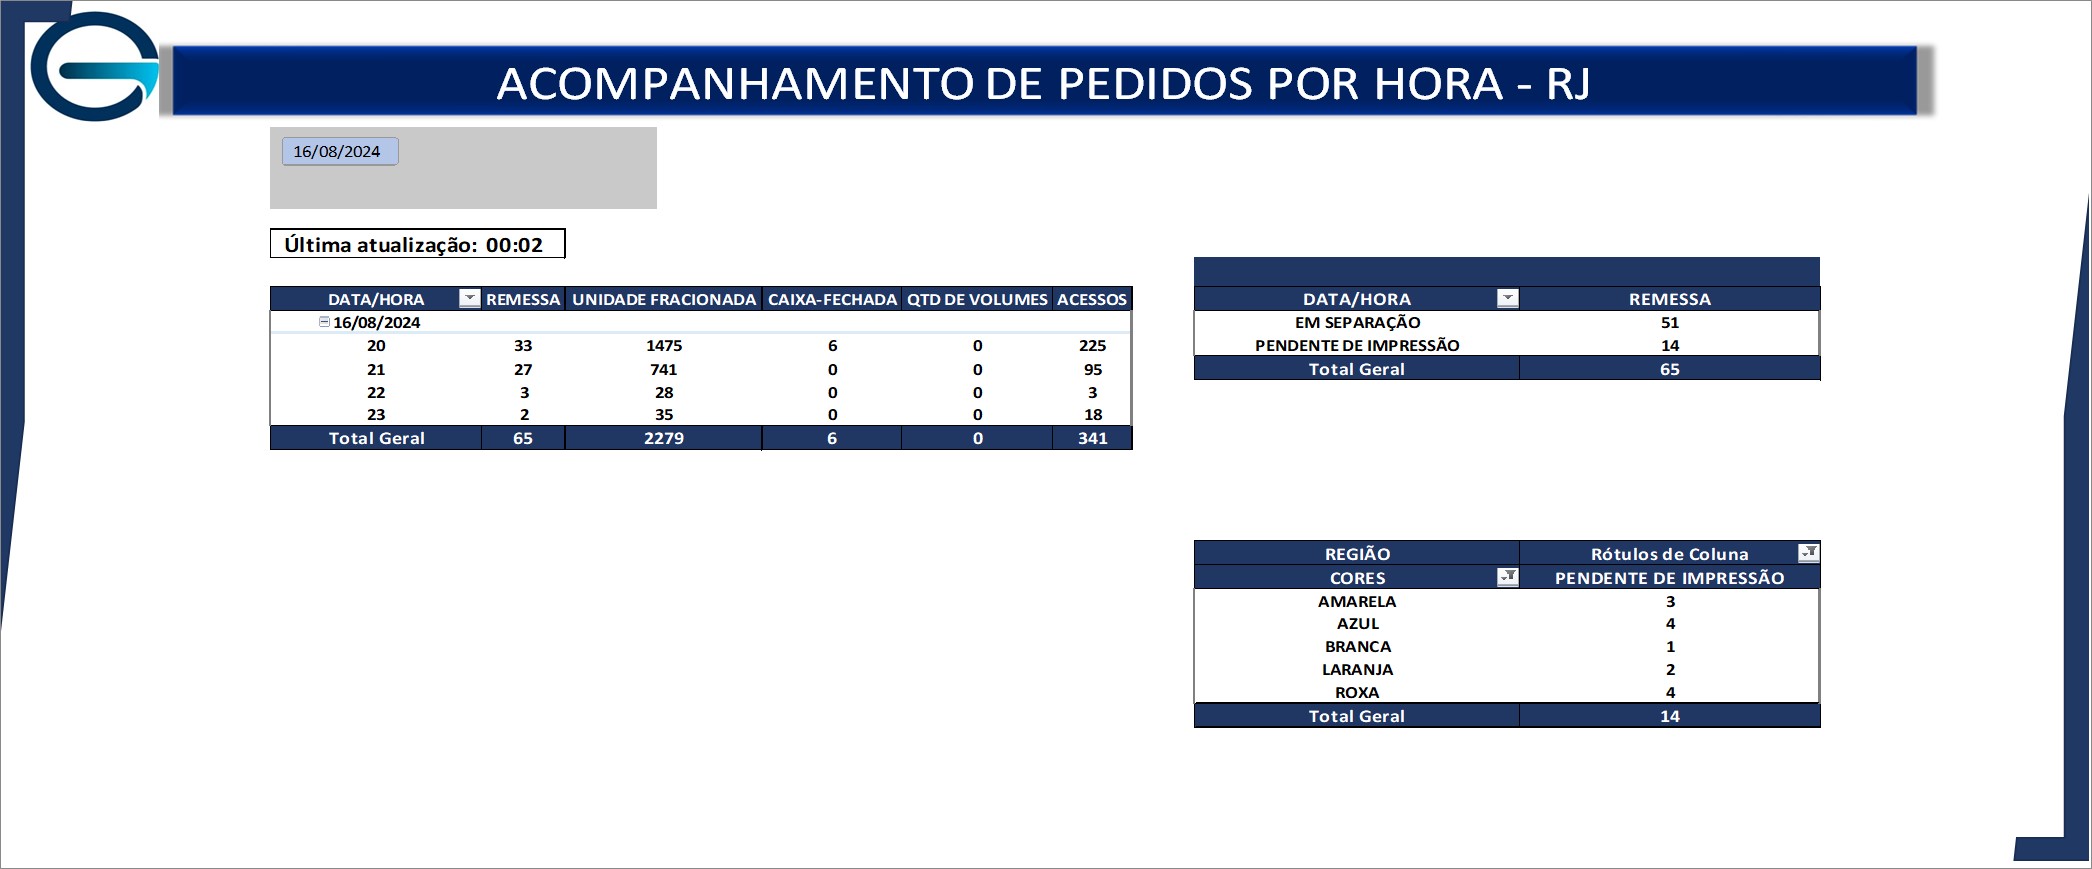 ACOMPANHAMENTO DE PEDIDOS POR HORA - RJ
16/08/2024
Última atualização: 00:02
DATA/HORA REMESSA UNIDADE FRACIONADA CAIXA-FECHADA QTD DE VOLUMES ACESSOS
16/08/2024
20 33 1475 6 0 225
21 27 741 0 0 95
22 3 28 0 0 3
23 2 35 0 0 18
Total Geral 65 2279 6 0 341
DATA/HORA REMESSA
EM SEPARAÇÃO 51
PENDENTE DE IMPRESSÃO 14
Total Geral 65
REGIÃO Rótulos de Coluna
CORES PENDENTE DE IMPRESSÃO
AMARELA 3
AZUL 4
BRANCA 1
LARANJA 2
ROXA 4
Total Geral 14